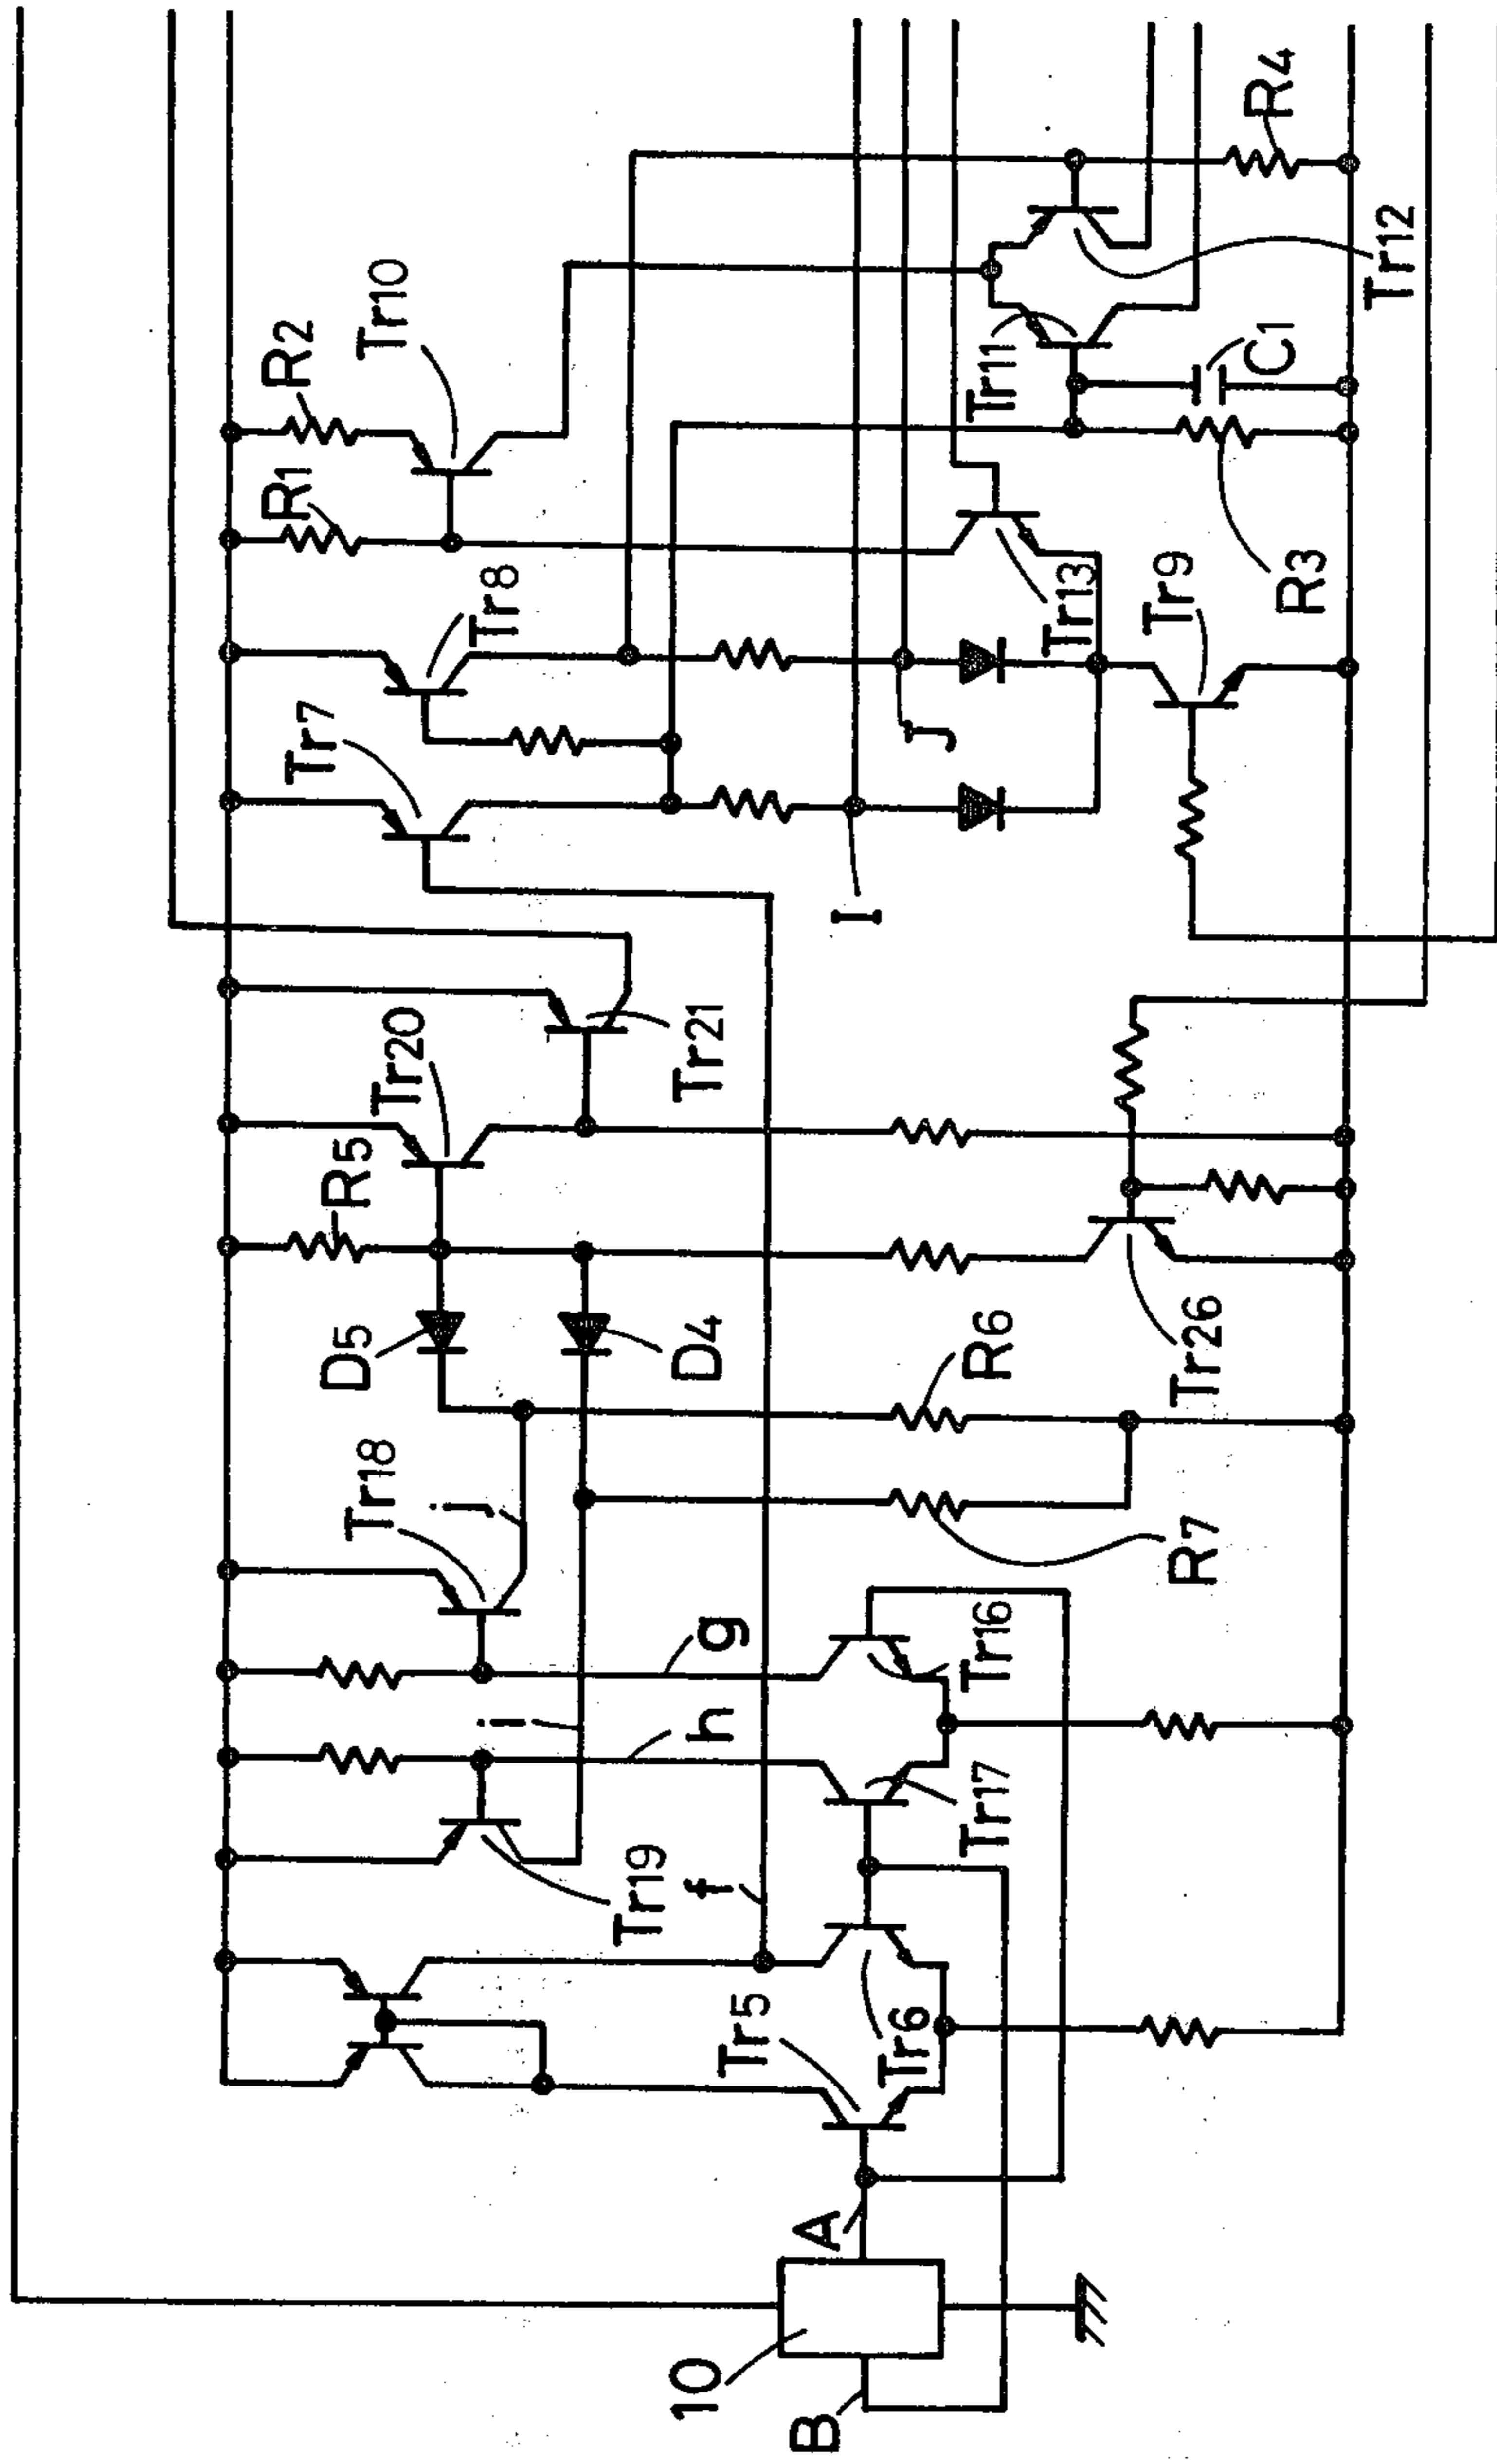 10
B
A
Tr5
Tr6
f
Tr19
h
i
Tr17
g
Tr16
Tr18
j
R7
R6
D5
D4
Tr26
R5
Tr20
Tr21
I
Tr7
J
Tr8
Tr9
R3
Tr13
R1
R2
Tr10
Tr11
C1
Tr12
R4